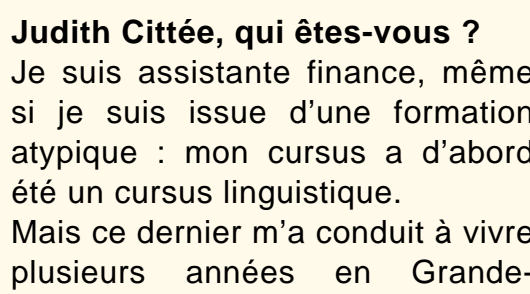 Judith Cittée, qui êtes-vous ?
Je suis assistante finance, même
si je suis issue d’une formation
atypique : mon cursus a d’abord
été un cursus linguistique.
Mais ce dernier m’a conduit à vivre
plusieurs années en Grande-